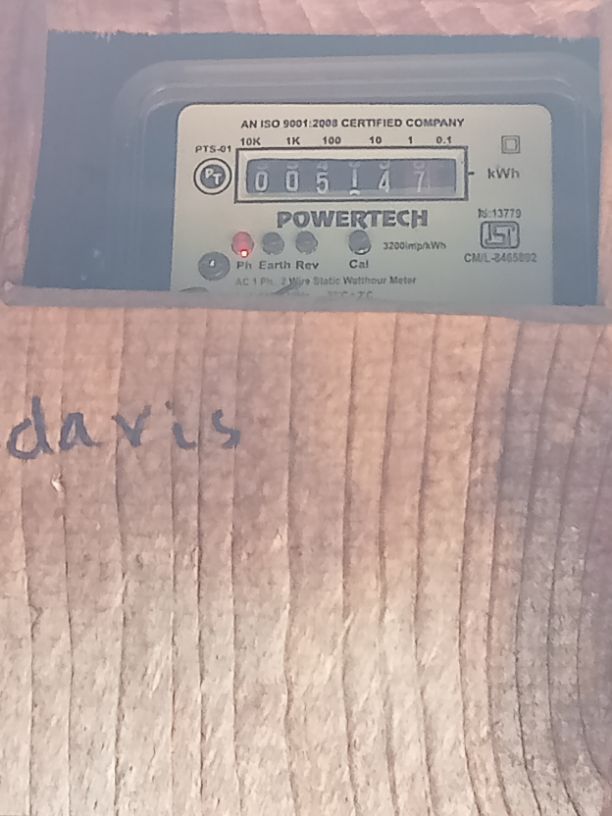 AN ISO 9001:2008 CERTIFIED COMPANY
10K 1K 100 10 1 0.1
PTS-01
PT
0 0 5 1 4 7
kWh
POWERTECH
IS:13779
ISI
3200imp/kWh
CM/L-8465892
Ph Earth Rev Cal
AC 1 Ph. 2 Wire Static Watthour Meter
davis